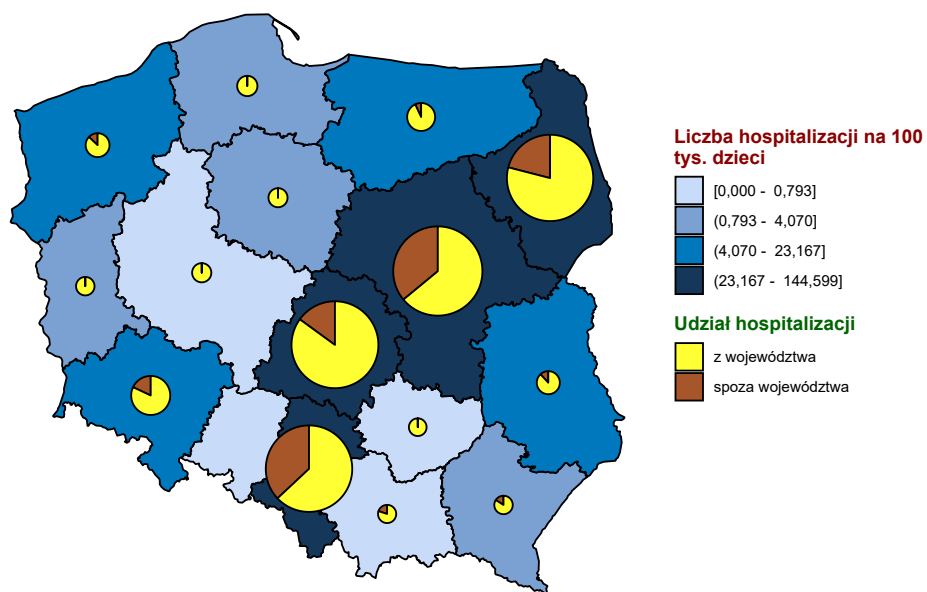 Liczba hospitalizacji na 100
tys. dzieci
[0,000 - 0,793]
(0,793 - 4,070]
(4,070 - 23,167]
(23,167 - 144,599]
Udział hospitalizacji
z województwa
spoza województwa